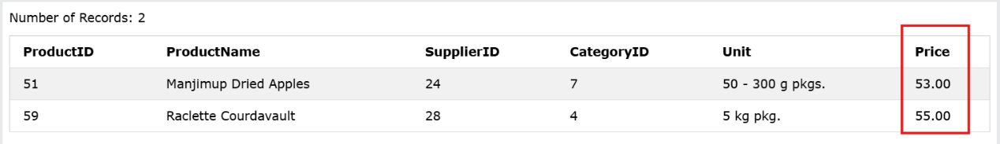 Number of Records: 2
ProductID ProductName SupplierID CategoryID Unit Price
51 Manjimup Dried Apples 24 7 50 - 300 g pkgs. 53.00
59 Raclette Courdavault 28 4 5 kg pkg. 55.00